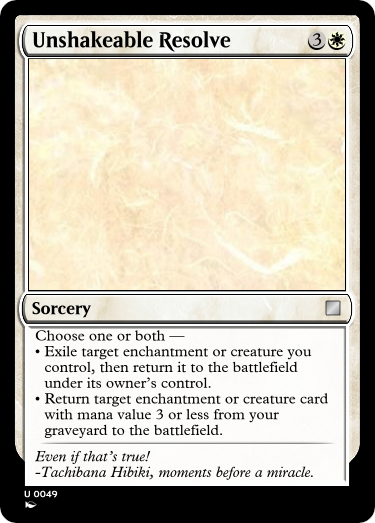 Unshakeable Resolve 3
Sorcery
Choose one or both —
• Exile target enchantment or creature you
control, then return it to the battlefield
under its owner's control.
• Return target enchantment or creature card
with mana value 3 or less from your
graveyard to the battlefield.
Even if that's true!
-Tachibana Hibiki, moments before a miracle.
U 0049